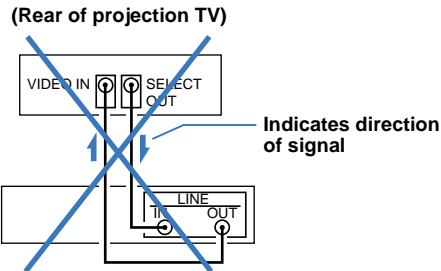 (Rear of projection TV)
VIDEO IN
SELECT
OUT
Indicates direction
of signal
LINE
IN
OUT